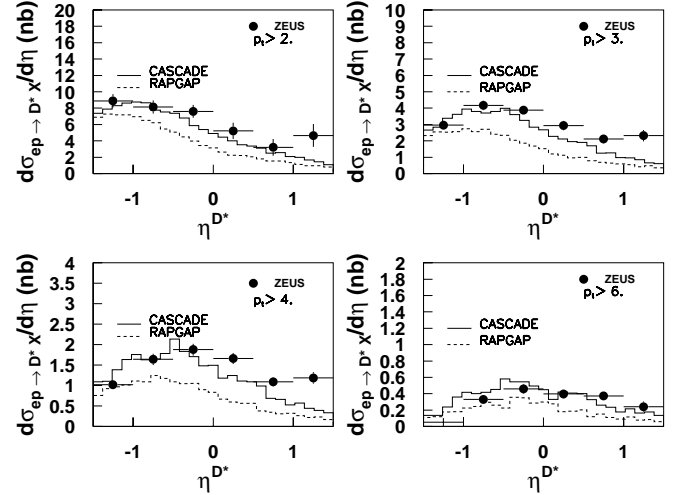 dσep → D* X/dη (nb)
20
18
16
14
12
10
8
6
4
2
0
ZEUS
pt> 2.
CASCADE
RAPGAP
-1 0 1
ηD*
dσep → D* X/dη (nb)
10
9
8
7
6
5
4
3
2
1
0
ZEUS
pt> 3.
CASCADE
RAPGAP
-1 0 1
ηD*
dσep → D* X/dη (nb)
4
3.5
3
2.5
2
1.5
1
0.5
0
ZEUS
pt> 4.
CASCADE
RAPGAP
-1 0 1
ηD*
dσep → D* X/dη (nb)
2
1.8
1.6
1.4
1.2
1
0.8
0.6
0.4
0.2
0
ZEUS
pt> 6.
CASCADE
RAPGAP
-1 0 1
ηD*